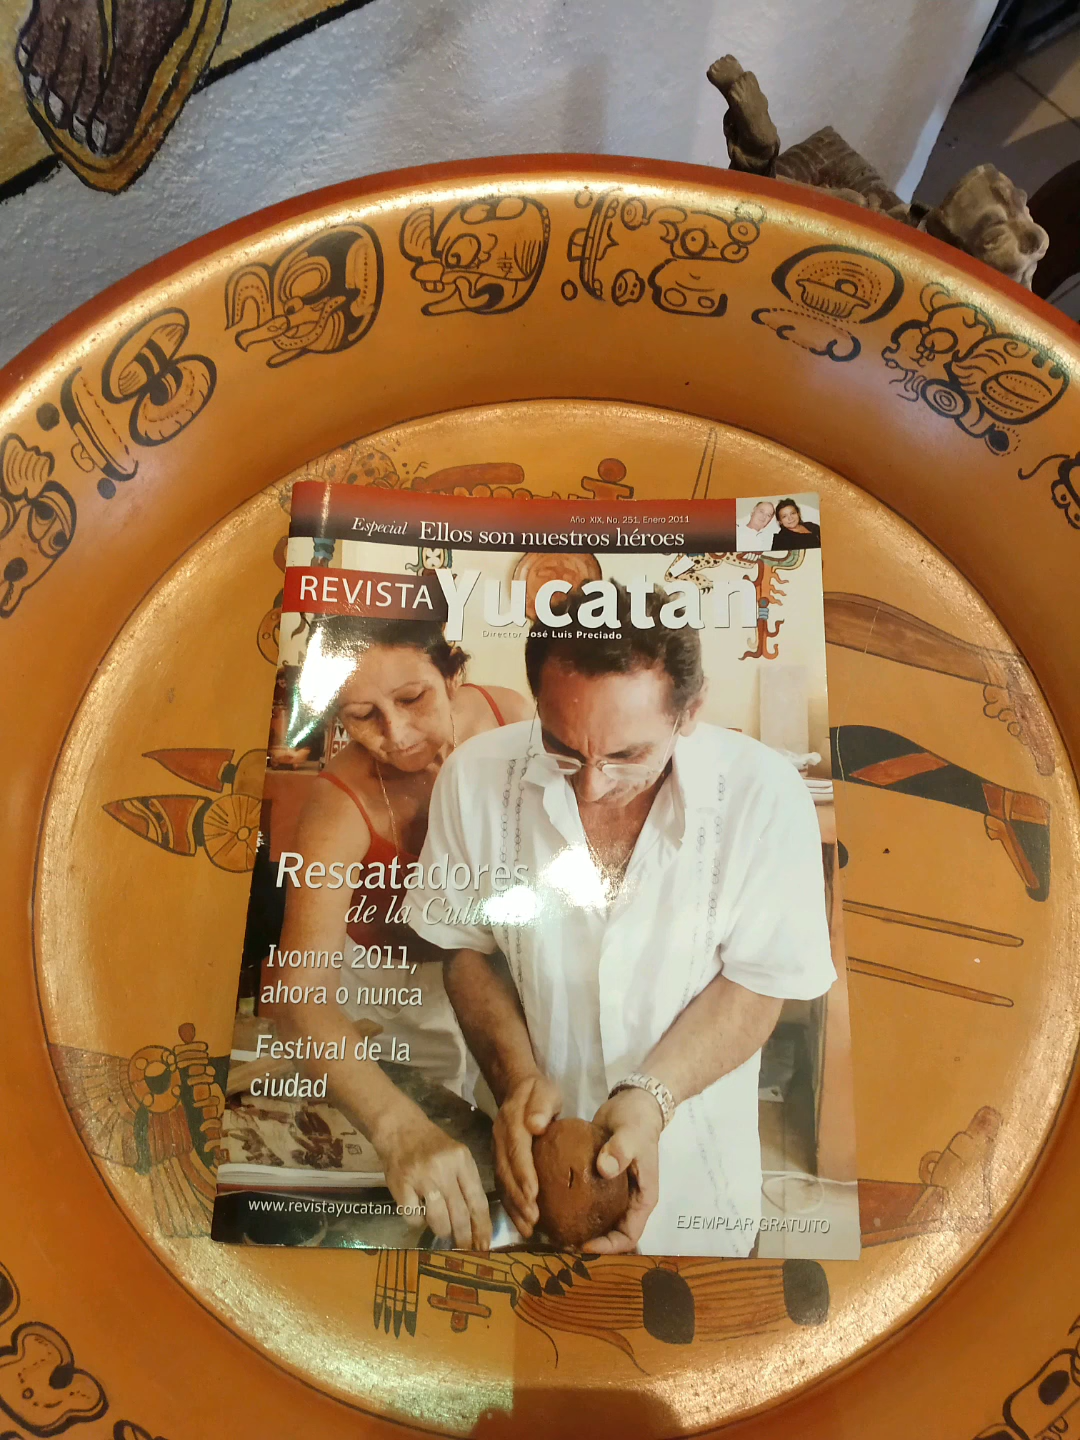 Año XIX, No. 251, Enero 2011
Especial Ellos son nuestros héroes
REVISTA Yucatán
Director José Luis Preciado
Rescatadores
de la
Ivonne 2011,
ahora o nunca
Festival de la
ciudad
www.revistayucatan.com
EJEMPLAR GRATUITO